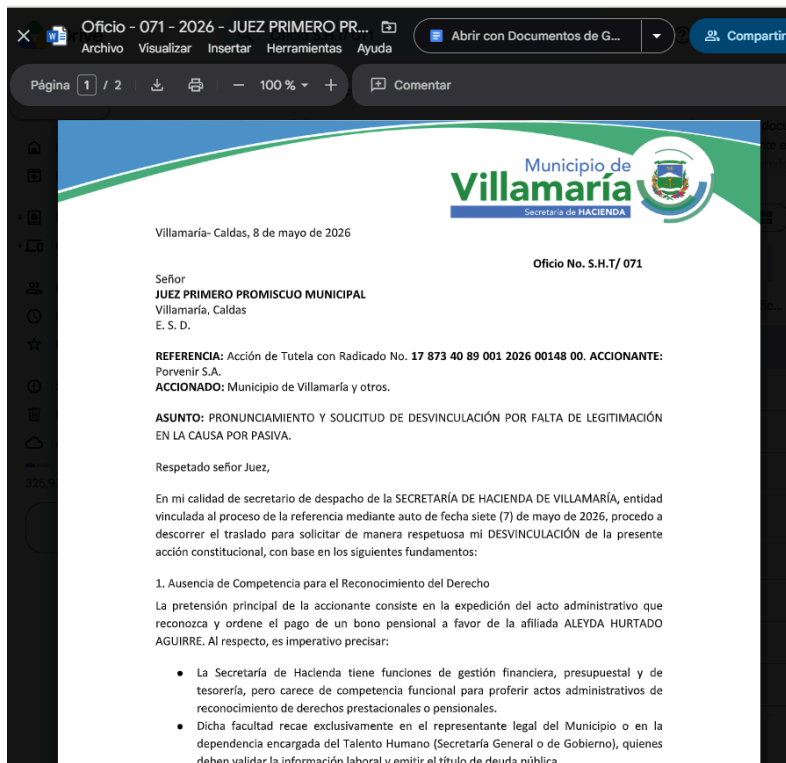 Oficio - 071 - 2026 - JUEZ PRIMERO PR...
Archivo Visualizar Insertar Herramientas Ayuda
Abrir con Documentos de G...
Compartir
Página 1 / 2
100 %
Comentar
Municipio de
Villamaría
Secretaría de HACIENDA
Villamaría- Caldas, 8 de mayo de 2026
Oficio No. S.H.T/ 071
Señor
JUEZ PRIMERO PROMISCUO MUNICIPAL
Villamaría, Caldas
E. S. D.
REFERENCIA: Acción de Tutela con Radicado No. 17 873 40 89 001 2026 00148 00. ACCIONANTE:
Porvenir S.A.
ACCIONADO: Municipio de Villamaría y otros.
ASUNTO: PRONUNCIAMIENTO Y SOLICITUD DE DESVINCULACIÓN POR FALTA DE LEGITIMACIÓN
EN LA CAUSA POR PASIVA.
Respetado señor Juez,
En mi calidad de secretario de despacho de la SECRETARÍA DE HACIENDA DE VILLAMARÍA, entidad
vinculada al proceso de la referencia mediante auto de fecha siete (7) de mayo de 2026, procedo a
descorrer el traslado para solicitar de manera respetuosa mi DESVINCULACIÓN de la presente
acción constitucional, con base en los siguientes fundamentos:
1. Ausencia de Competencia para el Reconocimiento del Derecho
La pretensión principal de la accionante consiste en la expedición del acto administrativo que
reconozca y ordene el pago de un bono pensional a favor de la afiliada ALEYDA HURTADO
AGUIRRE. Al respecto, es imperativo precisar:
● La Secretaría de Hacienda tiene funciones de gestión financiera, presupuestal y de
tesorería, pero carece de competencia funcional para proferir actos administrativos de
reconocimiento de derechos prestacionales o pensionales.
● Dicha facultad recae exclusivamente en el representante legal del Municipio o en la
dependencia encargada del Talento Humano (Secretaría General o de Gobierno), quienes
deben validar la información laboral y emitir el título de deuda pública.